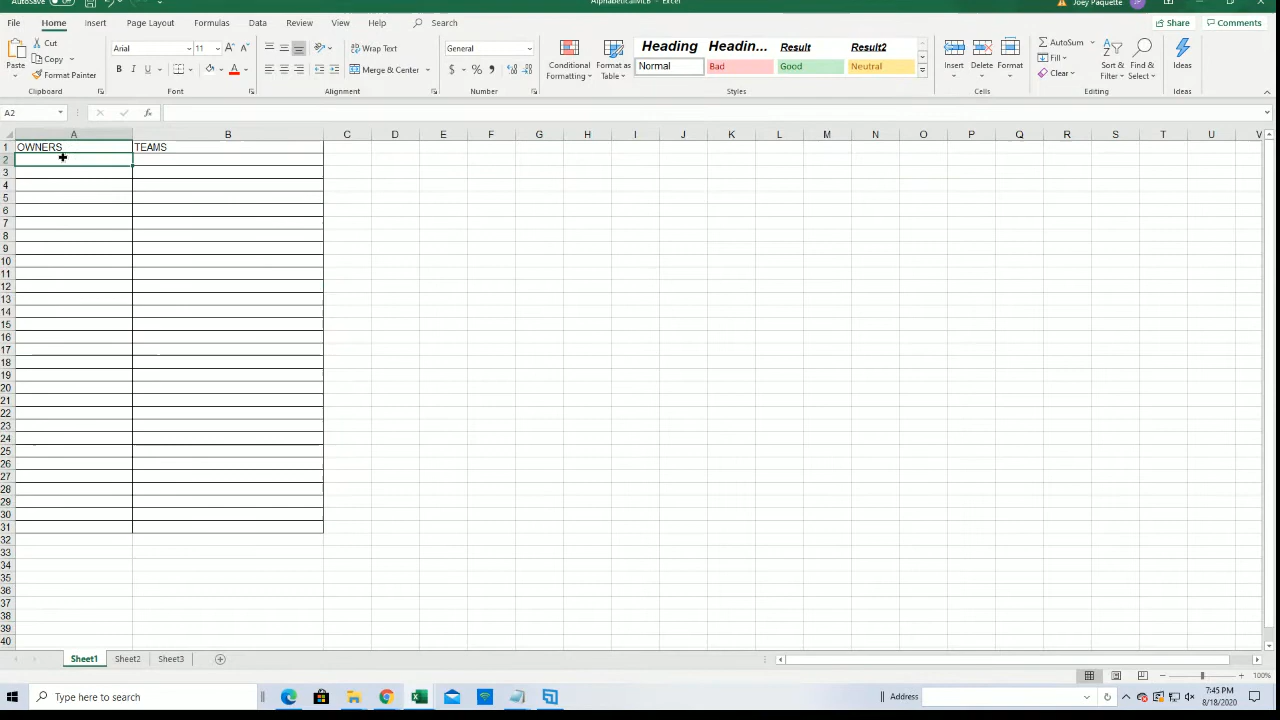 AutoSave
AlphabeticalMLB - Excel
Joey Paquette
File Home Insert Page Layout Formulas Data Review View Help Search Share Comments
Cut
Copy
Paste
Format Painter
Arial 11
B I U
Wrap Text
Merge & Center
General
$ % ,
Conditional Formatting
Format as Table
Heading Headin... Result Result2
Normal Bad Good Neutral
Insert Delete Format
AutoSum
Fill
Clear
Sort & Filter
Find & Select
Ideas
Clipboard Font Alignment Number Styles Cells Editing Ideas
A2 fx
A B C D E F G H I J K L M N O P Q R S T U V
1 OWNERS TEAMS
2
3
4
5
6
7
8
9
10
11
12
13
14
15
16
17
18
19
20
21
22
23
24
25
26
27
28
29
30
31
32
33
34
35
36
37
38
39
40
Sheet1 Sheet2 Sheet3
100%
Type here to search
Address
7:45 PM
8/18/2020